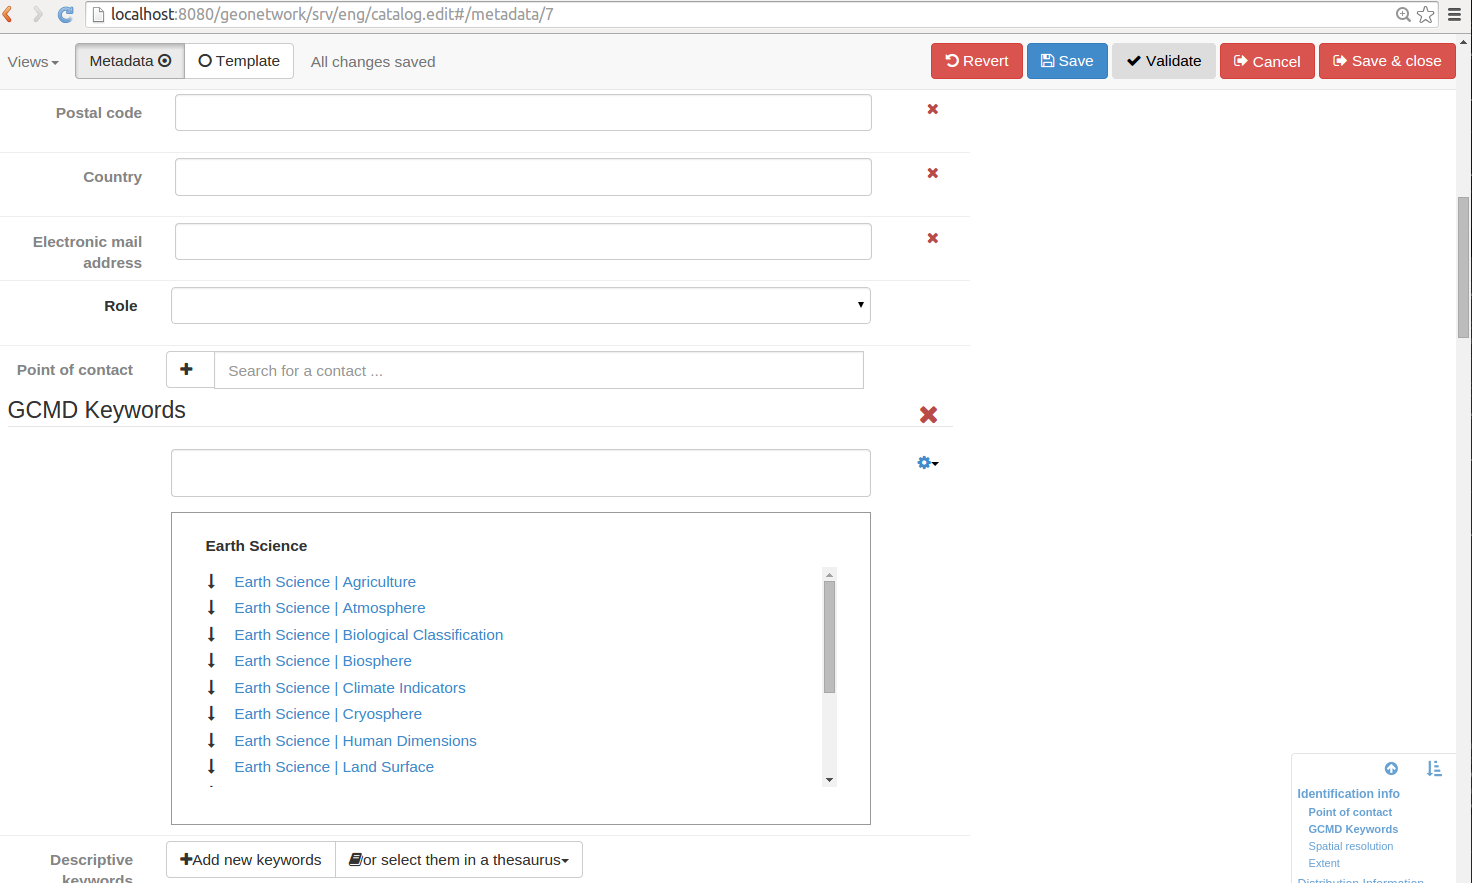 localhost:8080/geonetwork/srv/eng/catalog.edit#/metadata/7
Views Metadata Template All changes saved Revert Save Validate Cancel Save & close
Postal code
Country
Electronic mail
address
Role
Point of contact Search for a contact ...
GCMD Keywords
Earth Science
Earth Science | Agriculture
Earth Science | Atmosphere
Earth Science | Biological Classification
Earth Science | Biosphere
Earth Science | Climate Indicators
Earth Science | Cryosphere
Earth Science | Human Dimensions
Earth Science | Land Surface
Identification info
Point of contact
GCMD Keywords
Spatial resolution
Extent
Distribution Information
Descriptive
keywords
Add new keywords or select them in a thesaurus